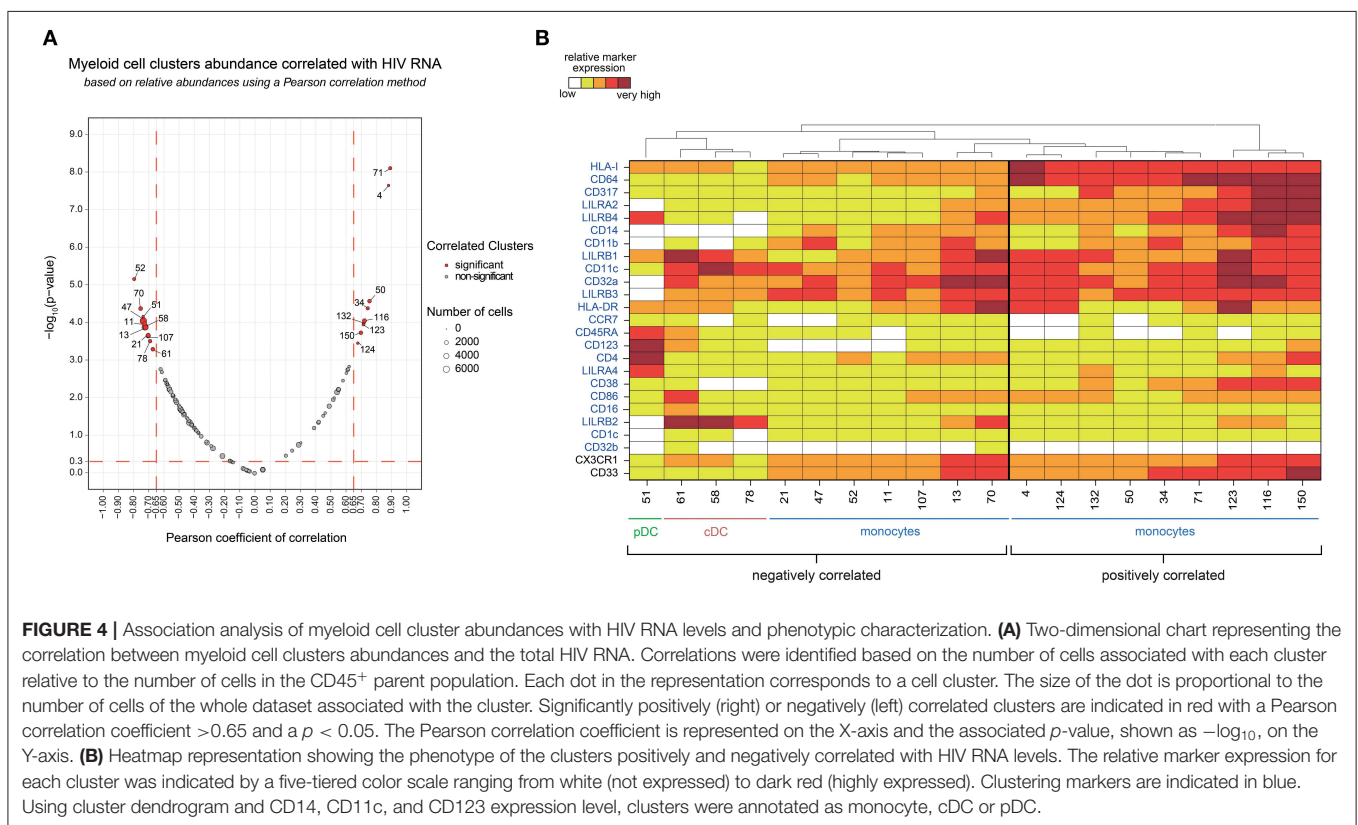 A
Myeloid cell clusters abundance correlated with HIV RNA
based on relative abundances using a Pearson correlation method
9.0
8.0
7.0
6.0
5.0
4.0
3.0
2.0
1.0
0.3
0.0
−log10(p−value)
71
4
52
70
51
47
58
11
13
107
21
78
61
50
34
132
116
123
150
124
−1.00
−0.90
−0.80
−0.70
−0.65
−0.60
−0.50
−0.40
−0.30
−0.20
−0.10
0.00
0.10
0.20
0.30
0.40
0.50
0.60
0.65
0.70
0.80
0.90
1.00
Pearson coefficient of correlation
Correlated Clusters
significant
non-significant
Number of cells
0
2000
4000
6000
B
relative marker
expression
low very high
HLA-I
CD64
CD317
LILRA2
LILRB4
CD14
CD11b
LILRB1
CD11c
CD32a
LILRB3
HLA-DR
CCR7
CD45RA
CD123
CD4
LILRA4
CD38
CD86
CD16
LILRB2
CD1c
CD32b
CX3CR1
CD33
51 61 58 78 21 47 52 11 107 13 70 4 124 132 50 34 71 123 116 150
pDC cDC monocytes monocytes
negatively correlated positively correlated
FIGURE 4 | Association analysis of myeloid cell cluster abundances with HIV RNA levels and phenotypic characterization. (A) Two-dimensional chart representing the
correlation between myeloid cell clusters abundances and the total HIV RNA. Correlations were identified based on the number of cells associated with each cluster
relative to the number of cells in the CD45+ parent population. Each dot in the representation corresponds to a cell cluster. The size of the dot is proportional to the
number of cells of the whole dataset associated with the cluster. Significantly positively (right) or negatively (left) correlated clusters are indicated in red with a Pearson
correlation coefficient >0.65 and a p < 0.05. The Pearson correlation coefficient is represented on the X-axis and the associated p-value, shown as −log10, on the
Y-axis. (B) Heatmap representation showing the phenotype of the clusters positively and negatively correlated with HIV RNA levels. The relative marker expression for
each cluster was indicated by a five-tiered color scale ranging from white (not expressed) to dark red (highly expressed). Clustering markers are indicated in blue.
Using cluster dendrogram and CD14, CD11c, and CD123 expression level, clusters were annotated as monocyte, cDC or pDC.